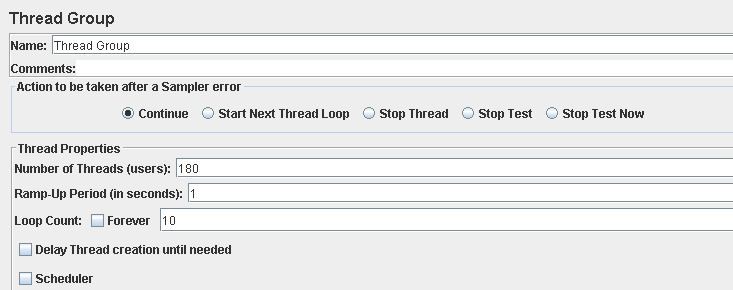 Thread Group
Name: Thread Group
Comments:
Action to be taken after a Sampler error
Continue Start Next Thread Loop Stop Thread Stop Test Stop Test Now
Thread Properties
Number of Threads (users): 180
Ramp-Up Period (in seconds): 1
Loop Count: Forever 10
Delay Thread creation until needed
Scheduler